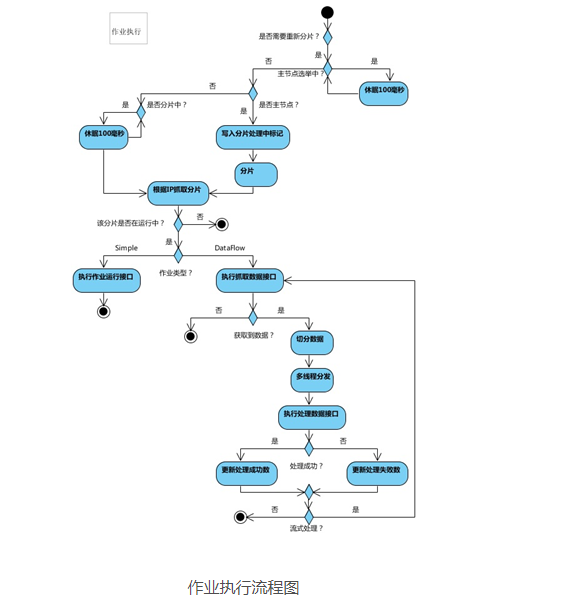 作业执行
是否需要重新分片？
是
否
主节点选举中？
是
休眠100毫秒
否
是
是否分片中？
是否主节点？
是
休眠100毫秒
写入分片处理中标记
分片
根据IP抓取分片
该分片是否在运行中？
否
是
Simple
DataFlow
作业类型？
执行作业运行接口
执行抓取数据接口
否
是
获取到数据？
切分数据
多线程分发
执行处理数据接口
是
否
处理成功？
更新处理成功数
更新处理失败数
否
是
流式处理？
作业执行流程图